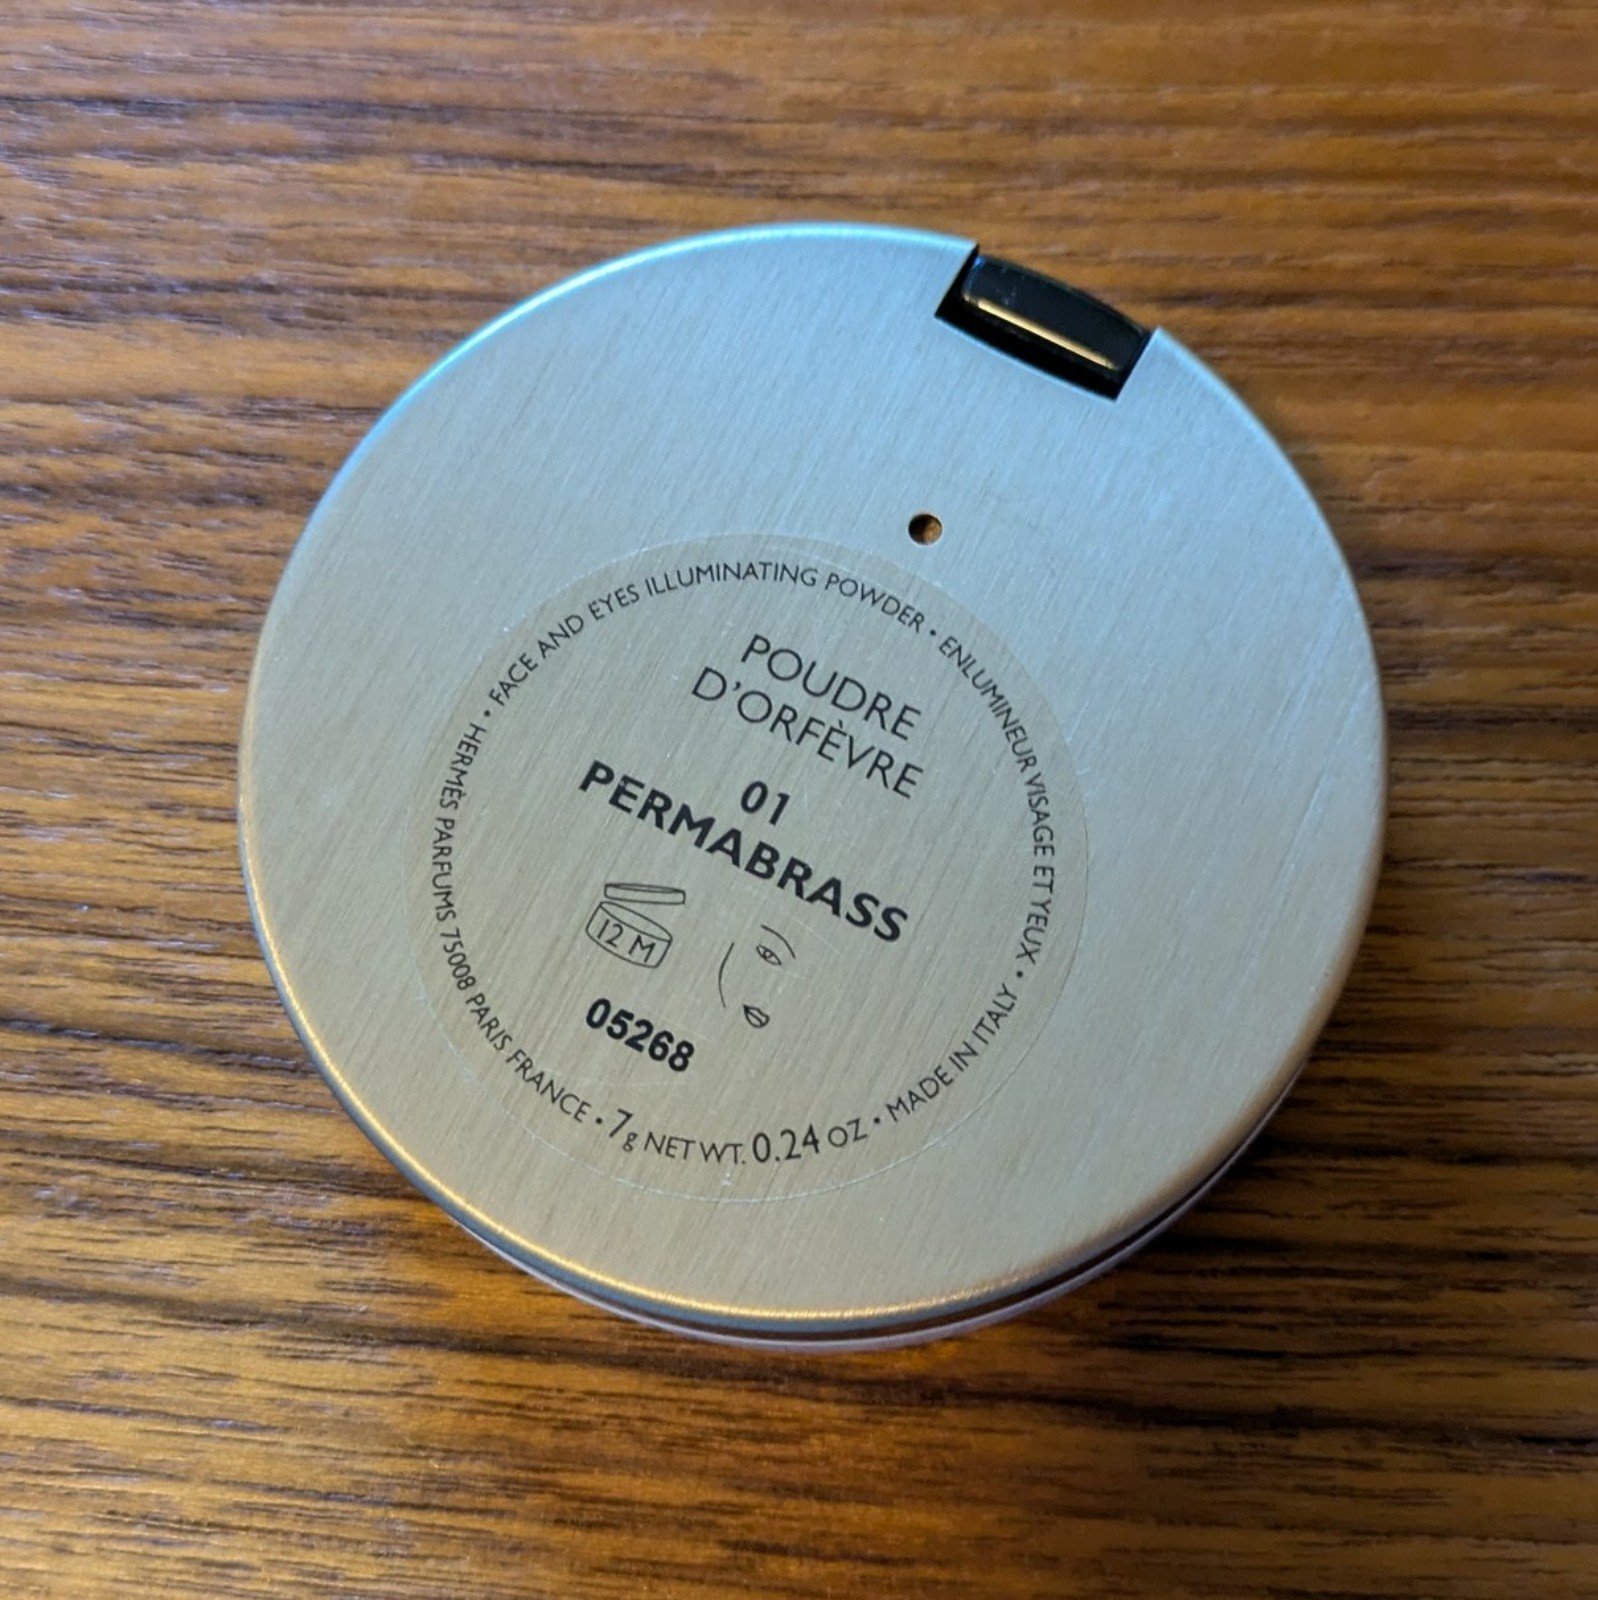 POUDRE
D'ORFÈVRE
01
PERMABRASS
12 M
05268
FACE AND EYES ILLUMINATING POWDER • ENLUMINEUR VISAGE ET YEUX • MADE IN ITALY • 7g NET WT. 0.24 OZ • HERMÈS PARFUMS 75008 PARIS FRANCE •